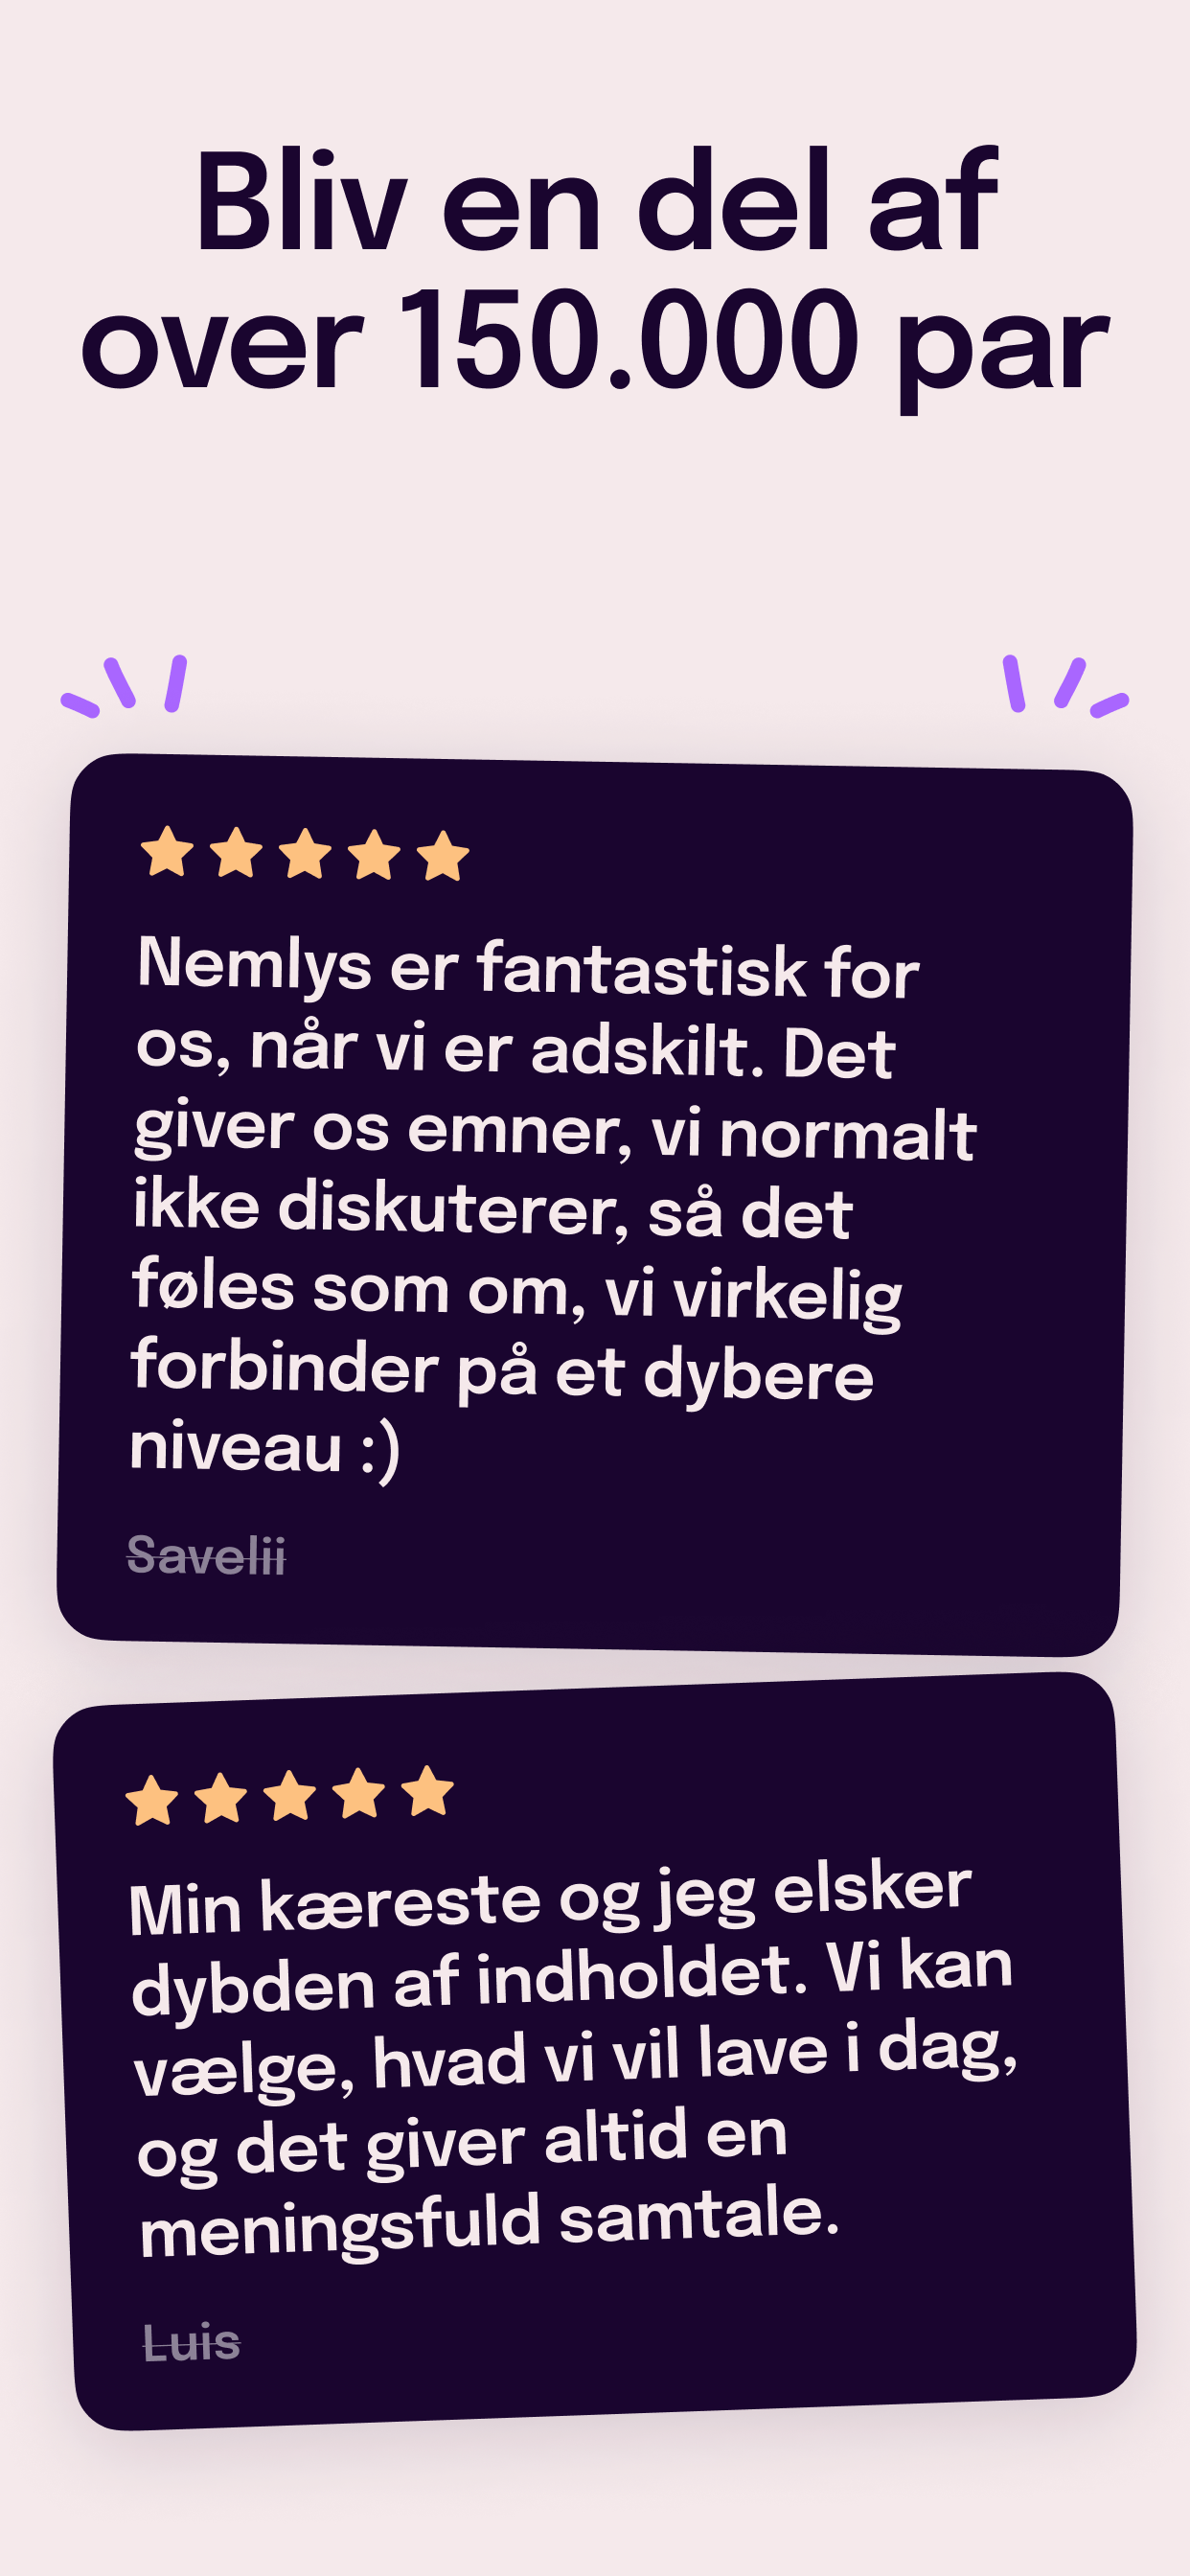 Bliv en del af
over 150.000 par
Nemlys er fantastisk for
os, når vi er adskilt. Det
giver os emner, vi normalt
ikke diskuterer, så det
føles som om, vi virkelig
forbinder på et dybere
niveau :)
Savelii
Min kæreste og jeg elsker
dybden af indholdet. Vi kan
vælge, hvad vi vil lave i dag,
og det giver altid en
meningsfuld samtale.
Luis